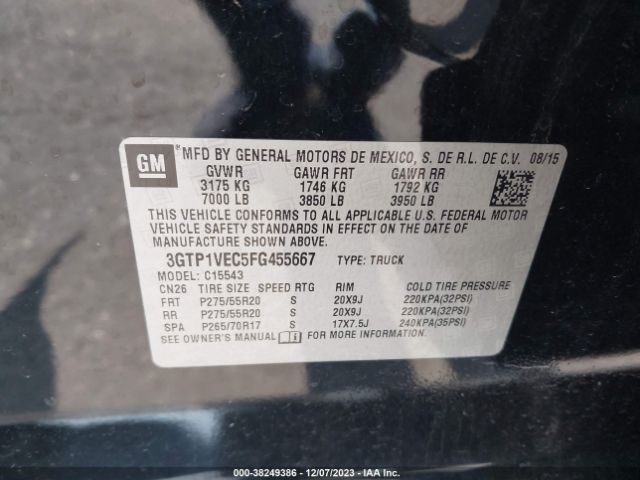 GM
*MFD BY GENERAL MOTORS DE MEXICO, S. DE R.L. DE C.V. 08/15
GVWR GAWR FRT GAWR RR
3175 KG 1746 KG 1792 KG
7000 LB 3850 LB 3950 LB
THIS VEHICLE CONFORMS TO ALL APPLICABLE U.S. FEDERAL MOTOR
VEHICLE SAFETY STANDARDS IN EFFECT ON THE DATE OF MANUFACTURE
SHOWN ABOVE.
3GTP1VEC5FG455667 TYPE: TRUCK
MODEL: C15543
CN26 TIRE SIZE SPEED RTG RIM COLD TIRE PRESSURE
FRT P275/55R20 S 20X9J 220KPA(32PSI)
RR P275/55R20 S 20X9J 220KPA(32PSI)
SPA P265/70R17 S 17X7.5J 240KPA(35PSI)
SEE OWNER'S MANUAL FOR MORE INFORMATION.
000-38249386 - 12/07/2023 - IAA Inc.